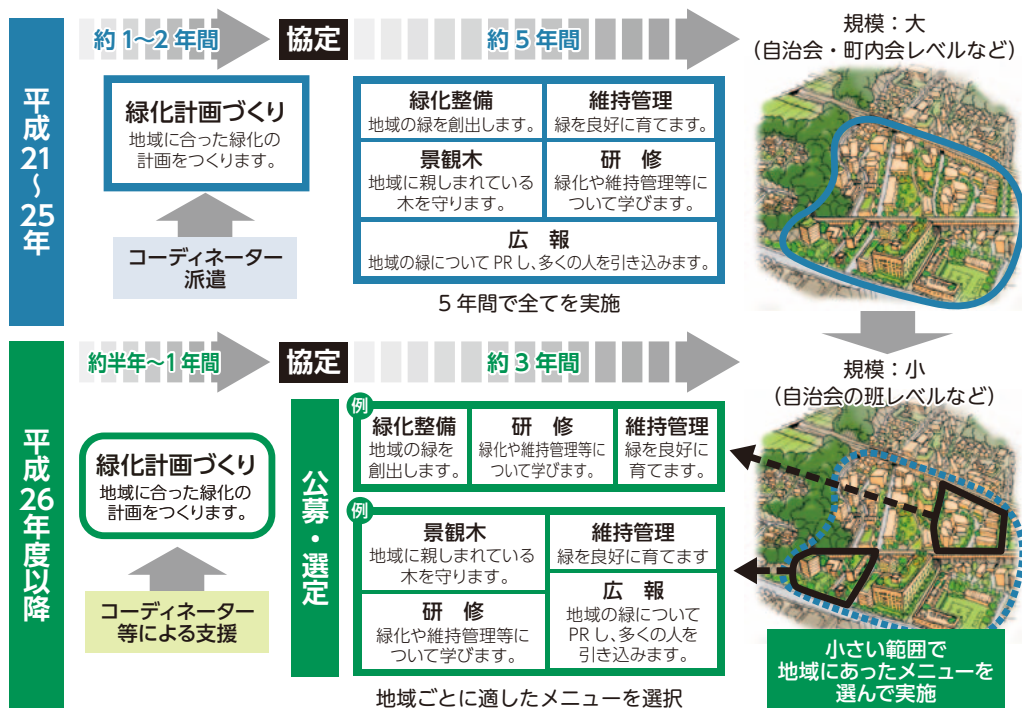 平成21～25年
約1～2年間
協定
約5年間
規模：大
（自治会・町内会レベルなど）
緑化計画づくり
地域に合った緑化の
計画をつくります。
コーディネーター
派遣
緑化整備
地域の緑を創出します。
維持管理
緑を良好に育てます。
景観木
地域に親しまれている
木を守ります。
研　修
緑化や維持管理等に
ついて学びます。
広　報
地域の緑についてPRし、多くの人を引き込みます。
5年間で全てを実施
平成26年度以降
約半年～1年間
協定
約3年間
規模：小
（自治会の班レベルなど）
緑化計画づくり
地域に合った緑化の
計画をつくります。
コーディネーター
等による支援
公募・選定
例
緑化整備
地域の緑を
創出します。
研　修
緑化や維持管理等に
ついて学びます。
維持管理
緑を良好に
育てます。
例
景観木
地域に親しまれている
木を守ります。
維持管理
緑を良好に育てます
研　修
緑化や維持管理等に
ついて学びます。
広　報
地域の緑について
PRし、多くの人を
引き込みます。
地域ごとに適したメニューを選択
小さい範囲で
地域にあったメニューを
選んで実施